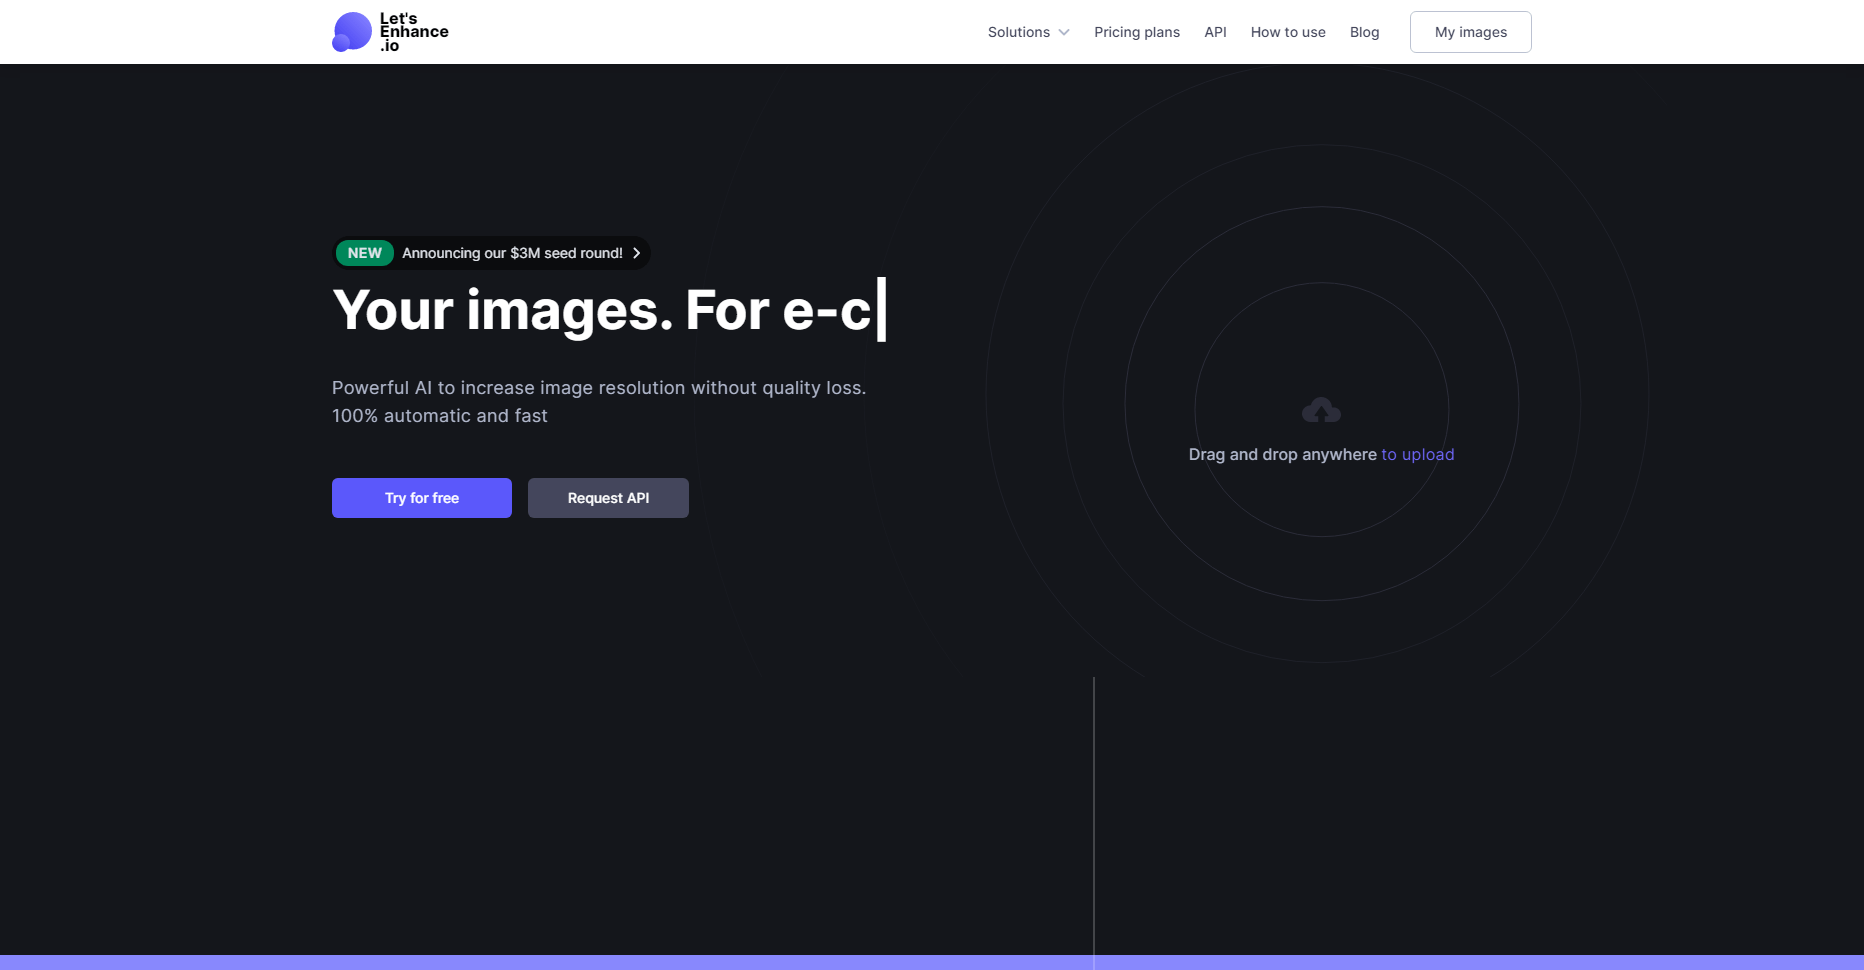 Let's
Enhance
.io
Solutions
Pricing plans
API
How to use
Blog
My images
NEW Announcing our $3M seed round!
Your images. For e-c|
Powerful AI to increase image resolution without quality loss.
100% automatic and fast
Try for free
Request API
Drag and drop anywhere to upload